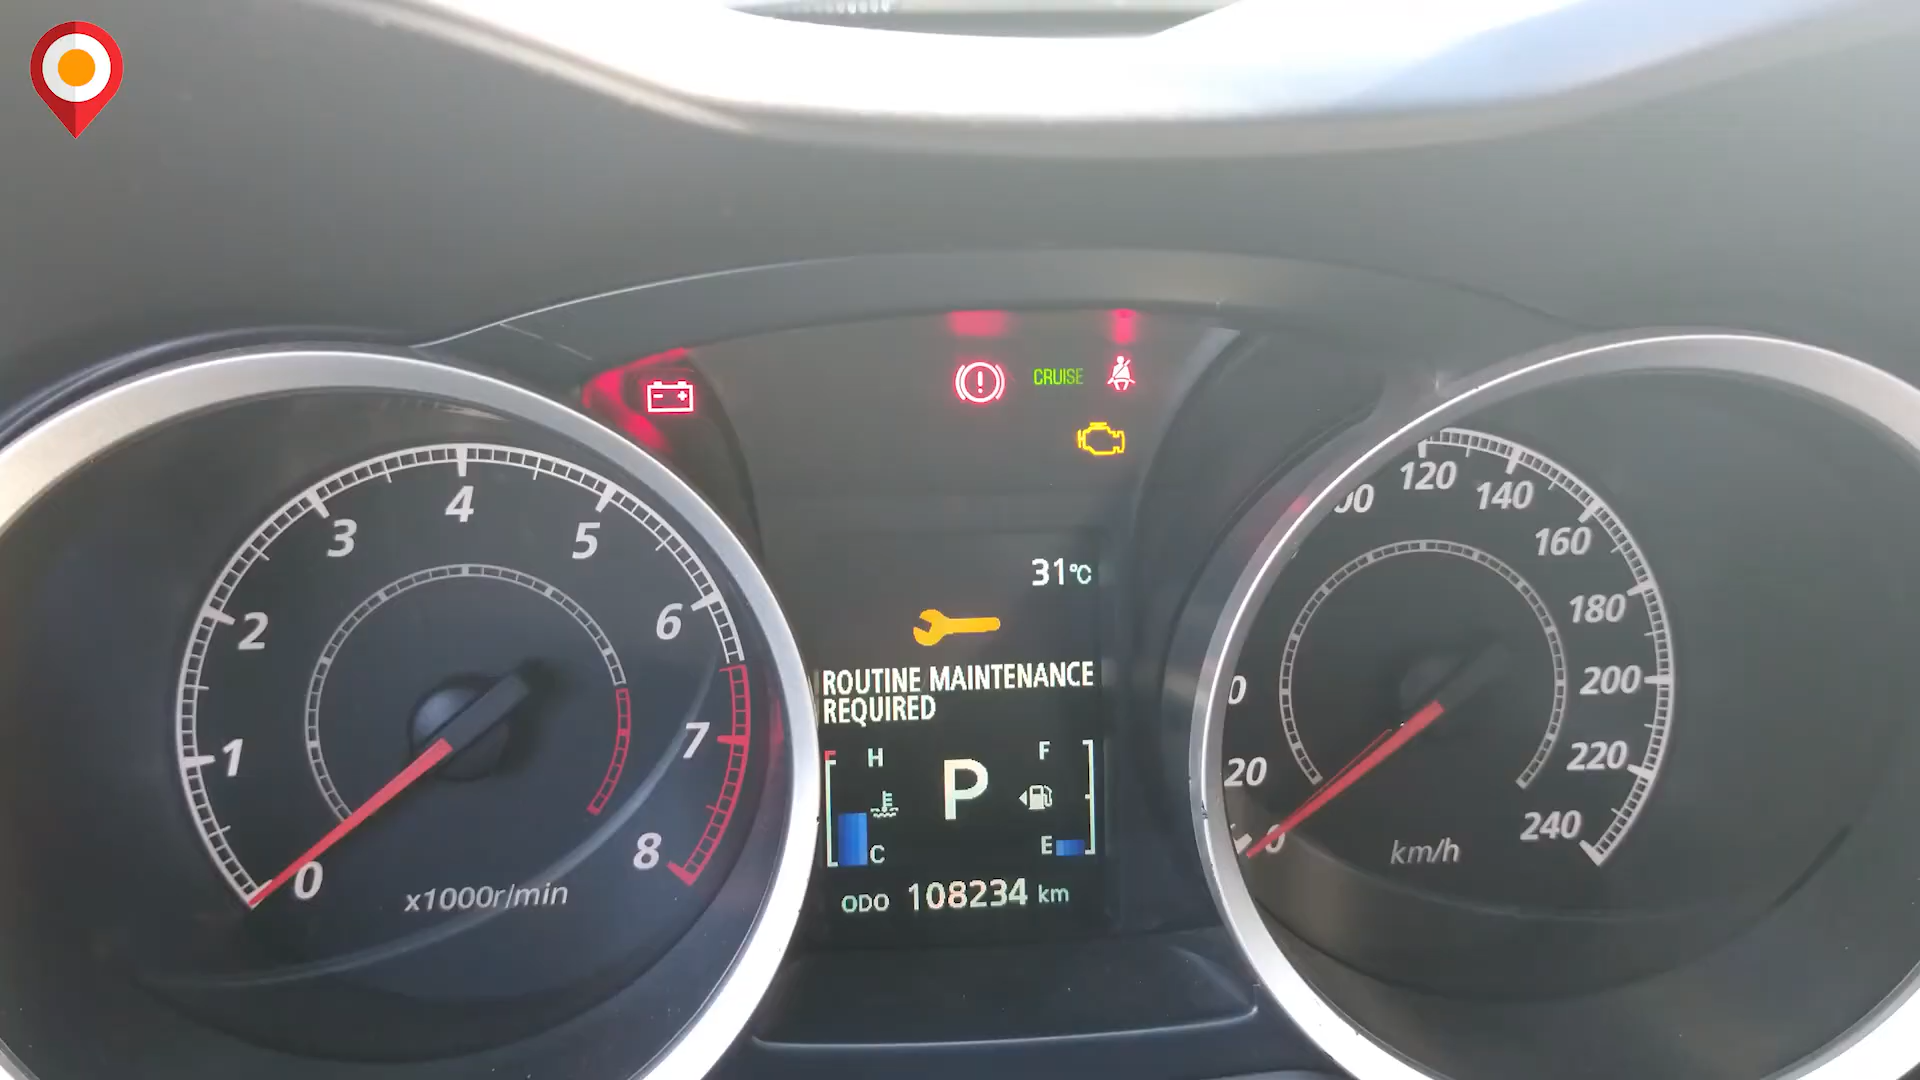 CRUISE
0
1
2
3
4
5
6
7
8
x1000r/min
31°C
ROUTINE MAINTENANCE
REQUIRED
H
C
P
F
E
ODO 108234 km
0
20
120
140
160
180
200
220
240
km/h